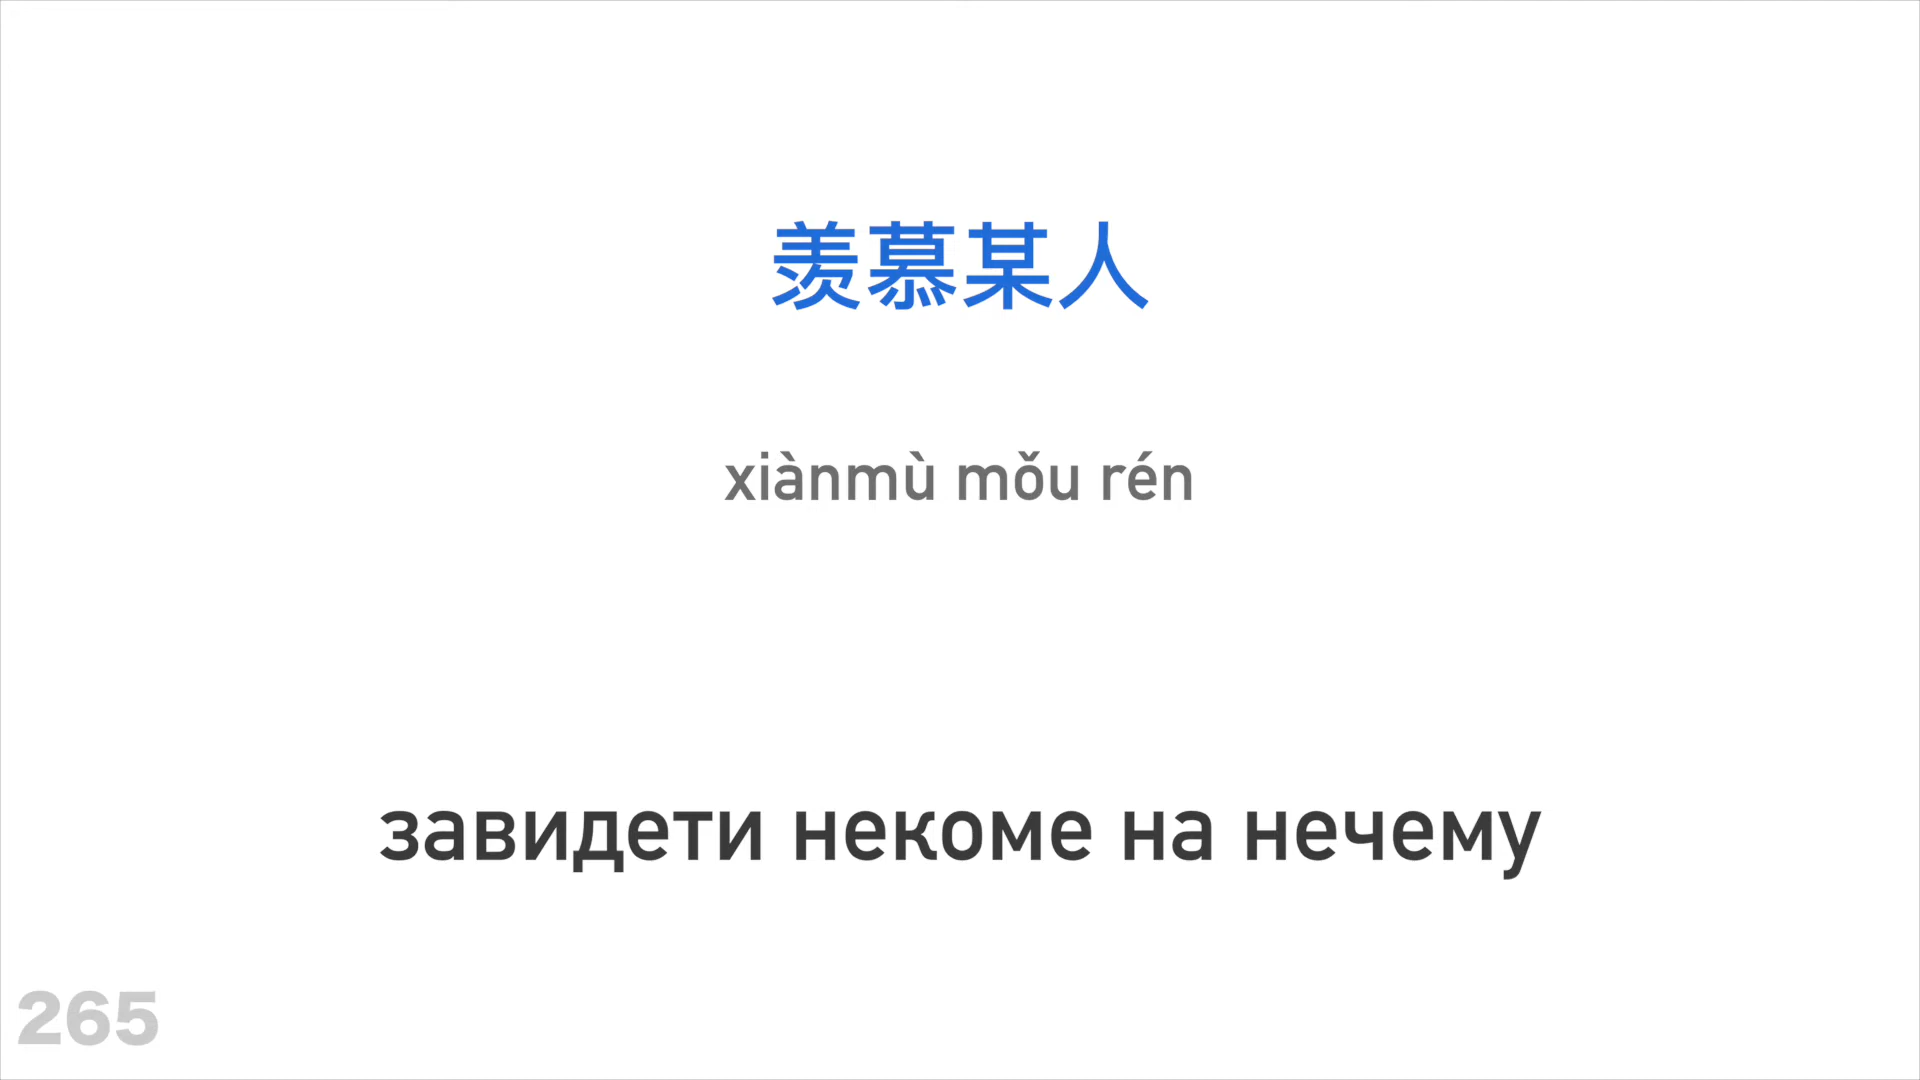 羡慕某人
xiànmù mǒu rén
завидети некоме на нечему
265